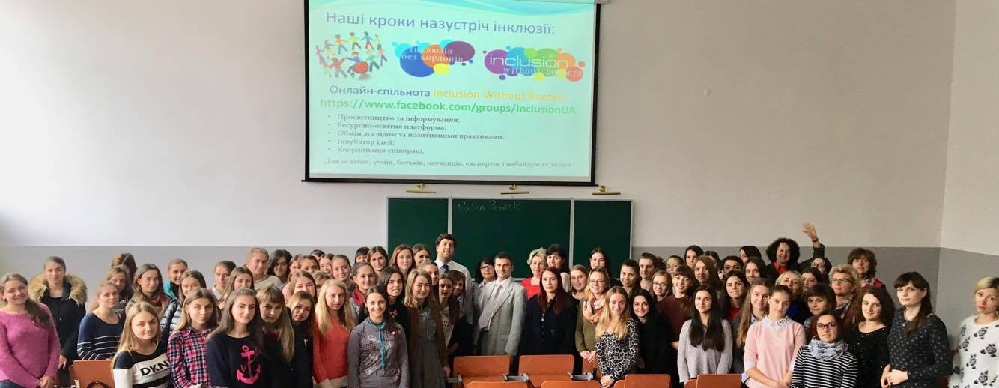 Наші кроки назустріч інклюзії:
Інклюзія
без кордонів
inclusion
without borders
Онлайн-спільнота Inclusion Without Borders
https://www.facebook.com/groups/InclusionUA
• Просвітництво та інформування;
• Ресурсно-освітня платформа;
• Обмін досвідом та позитивними практиками;
• Інкубатор ідей;
• Координація співпраці.
Для освітян, учнів, батьків, науковців, експертів, і небайдужих людей
DKN